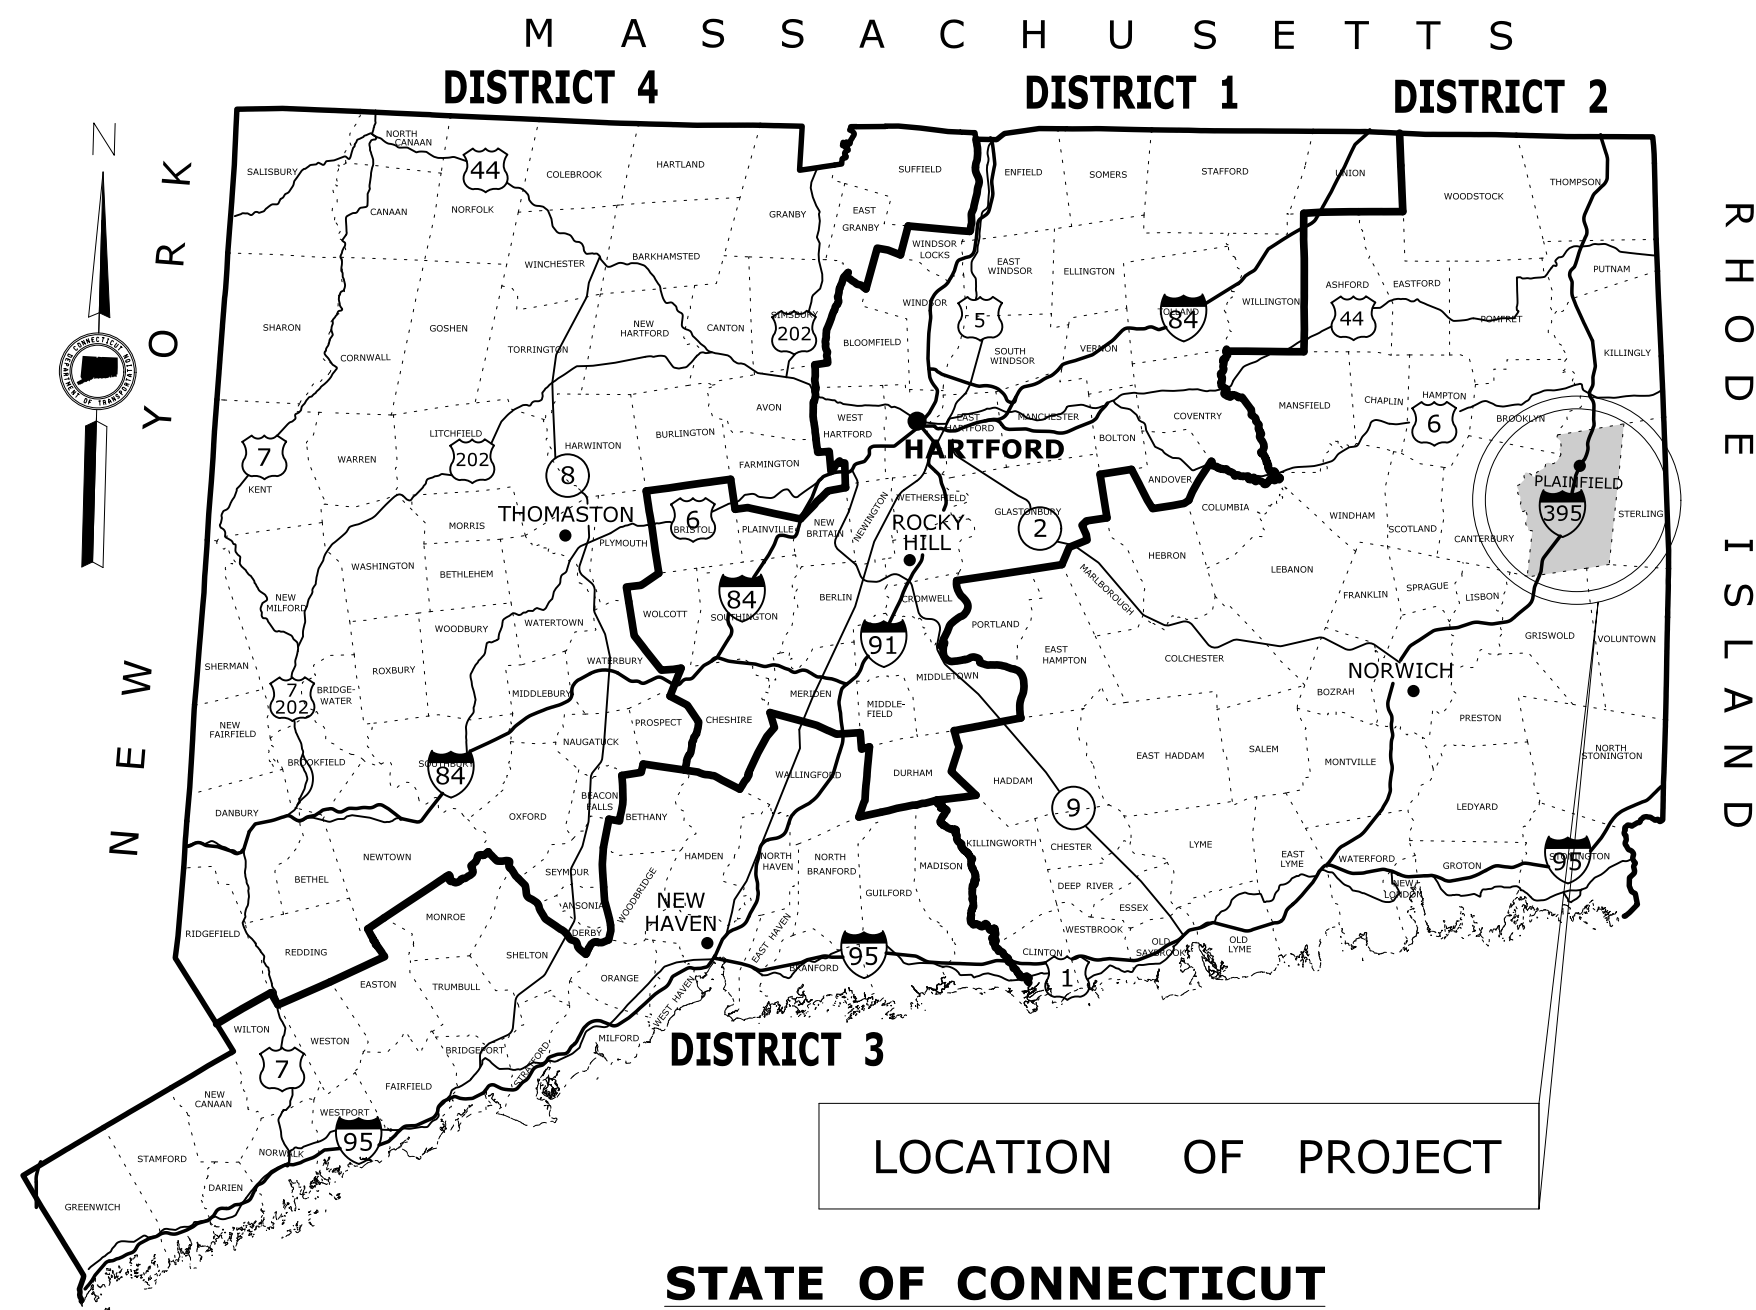 M A S S A C H U S E T T S
DISTRICT 4
DISTRICT 1
DISTRICT 2
N
NEW YORK
RHODE ISLAND
CONNECTICUT
DEPARTMENT OF TRANSPORTATION
NORTH
CANAAN
SALISBURY
44
COLEBROOK
HARTLAND
SUFFIELD
ENFIELD
SOMERS
STAFFORD
UNION
WOODSTOCK
THOMPSON
CANAAN
NORFOLK
GRANBY
EAST
GRANBY
WINDSOR
LOCKS
WINCHESTER
BARKHAMSTED
EAST
WINDSOR
ELLINGTON
PUTNAM
ASHFORD
EASTFORD
WINDSOR
WILLINGTON
TOLLAND
84
SHARON
GOSHEN
NEW
HARTFORD
CANTON
SIMSBURY
202
5
44
POMFRET
CORNWALL
TORRINGTON
BLOOMFIELD
SOUTH
WINDSOR
VERNON
KILLINGLY
AVON
WEST
HARTFORD
EAST
HARTFORD
MANCHESTER
COVENTRY
MANSFIELD
CHAPLIN
HAMPTON
6
BROOKLYN
7
KENT
WARREN
LITCHFIELD
202
HARWINTON
8
BURLINGTON
FARMINGTON
HARTFORD
BOLTON
ANDOVER
PLAINFIELD
395
STERLING
THOMASTON
MORRIS
PLYMOUTH
6
BRISTOL
PLAINVILLE
NEW
BRITAIN
NEWINGTON
WETHERSFIELD
ROCKY
HILL
GLASTONBURY
2
COLUMBIA
WINDHAM
SCOTLAND
CANTERBURY
WASHINGTON
BETHLEHEM
HEBRON
LEBANON
NEW
MILFORD
WOLCOTT
84
SOUTHINGTON
BERLIN
CROMWELL
MARLBOROUGH
FRANKLIN
SPRAGUE
LISBON
WOODBURY
WATERTOWN
91
PORTLAND
GRISWOLD
VOLUNTOWN
SHERMAN
ROXBURY
WATERBURY
EAST
HAMPTON
COLCHESTER
NORWICH
7
202
BRIDGE-
WATER
MIDDLEBURY
MERIDEN
MIDDLETOWN
BOZRAH
NEW
FAIRFIELD
PROSPECT
CHESHIRE
MIDDLE-
FIELD
PRESTON
NAUGATUCK
BROOKFIELD
SOUTHBURY
84
WALLINGFORD
DURHAM
HADDAM
EAST HADDAM
SALEM
MONTVILLE
NORTH
STONINGTON
DANBURY
OXFORD
BEACON
FALLS
BETHANY
9
LEDYARD
NEWTOWN
HAMDEN
NORTH
HAVEN
NORTH
BRANFORD
MADISON
KILLINGWORTH
CHESTER
LYME
EAST
LYME
WATERFORD
GROTON
95
STONINGTON
BETHEL
SEYMOUR
GUILFORD
DEEP RIVER
NEW
LONDON
ANSONIA
WOODBRIDGE
NEW
HAVEN
ESSEX
MONROE
RIDGEFIELD
REDDING
DERBY
EAST HAVEN
WESTBROOK
OLD
SAYBROOK
OLD
LYME
SHELTON
95
BRANFORD
CLINTON
1
EASTON
TRUMBULL
ORANGE
WEST HAVEN
WILTON
WESTON
MILFORD
BRIDGEPORT
STRATFORD
DISTRICT 3
7
FAIRFIELD
NEW
CANAAN
WESTPORT
95
NORWALK
STAMFORD
DARIEN
GREENWICH
LOCATION OF PROJECT
STATE OF CONNECTICUT